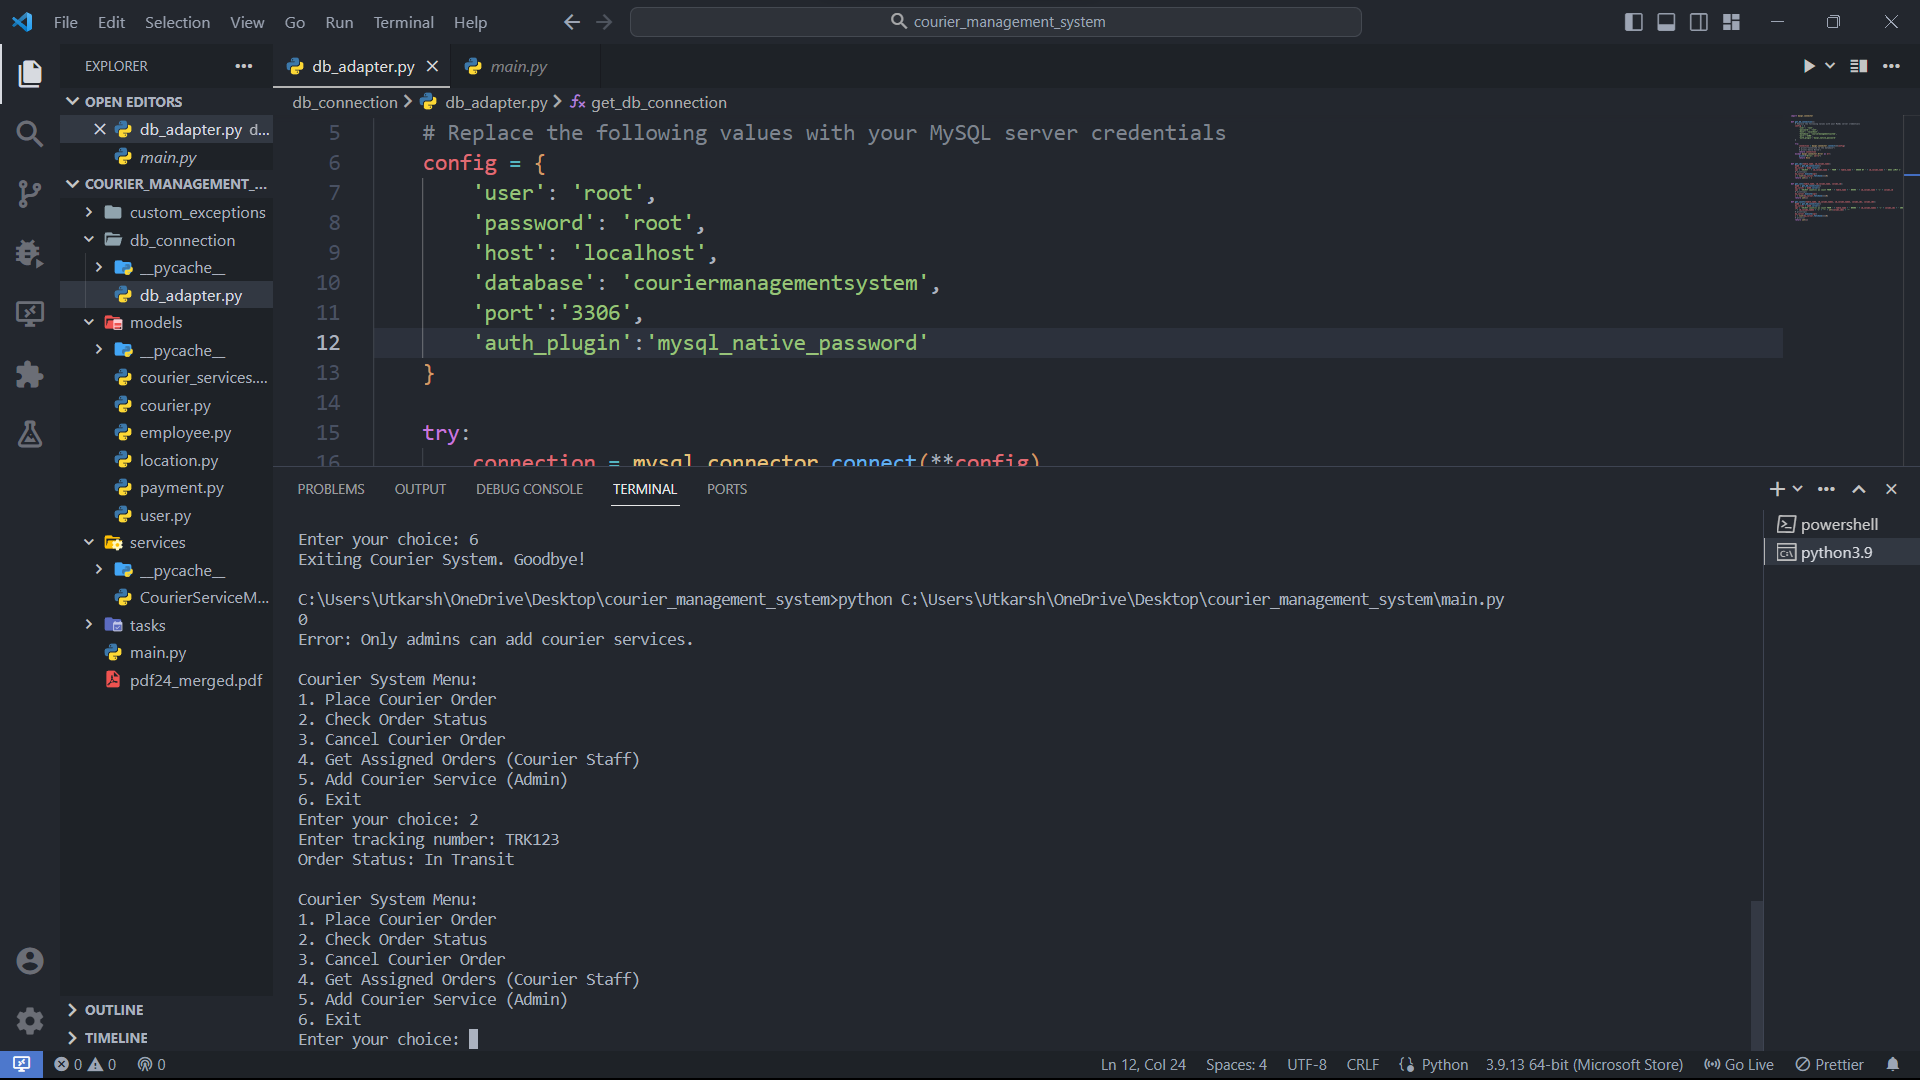 File Edit Selection View Go Run Terminal Help
courier_management_system
EXPLORER
OPEN EDITORS
db_adapter.py d...
main.py
COURIER_MANAGEMENT_...
custom_exceptions
db_connection
__pycache__
db_adapter.py
models
__pycache__
courier_services....
courier.py
employee.py
location.py
payment.py
user.py
services
__pycache__
CourierServiceM...
tasks
main.py
pdf24_merged.pdf
OUTLINE
TIMELINE
db_adapter.py
main.py
db_connection > db_adapter.py > get_db_connection
5 # Replace the following values with your MySQL server credentials
6 config = {
7 'user': 'root',
8 'password': 'root',
9 'host': 'localhost',
10 'database': 'couriermanagementsystem',
11 'port':'3306',
12 'auth_plugin':'mysql_native_password'
13 }
14
15 try:
16 connection = mysql.connector.connect(**config)
PROBLEMS OUTPUT DEBUG CONSOLE TERMINAL PORTS
powershell
python3.9
Enter your choice: 6
Exiting Courier System. Goodbye!
C:\Users\Utkarsh\OneDrive\Desktop\courier_management_system>python C:\Users\Utkarsh\OneDrive\Desktop\courier_management_system\main.py
0
Error: Only admins can add courier services.
Courier System Menu:
1. Place Courier Order
2. Check Order Status
3. Cancel Courier Order
4. Get Assigned Orders (Courier Staff)
5. Add Courier Service (Admin)
6. Exit
Enter your choice: 2
Enter tracking number: TRK123
Order Status: In Transit
Courier System Menu:
1. Place Courier Order
2. Check Order Status
3. Cancel Courier Order
4. Get Assigned Orders (Courier Staff)
5. Add Courier Service (Admin)
6. Exit
Enter your choice:
0 0 0 Ln 12, Col 24 Spaces: 4 UTF-8 CRLF Python 3.9.13 64-bit (Microsoft Store) Go Live Prettier